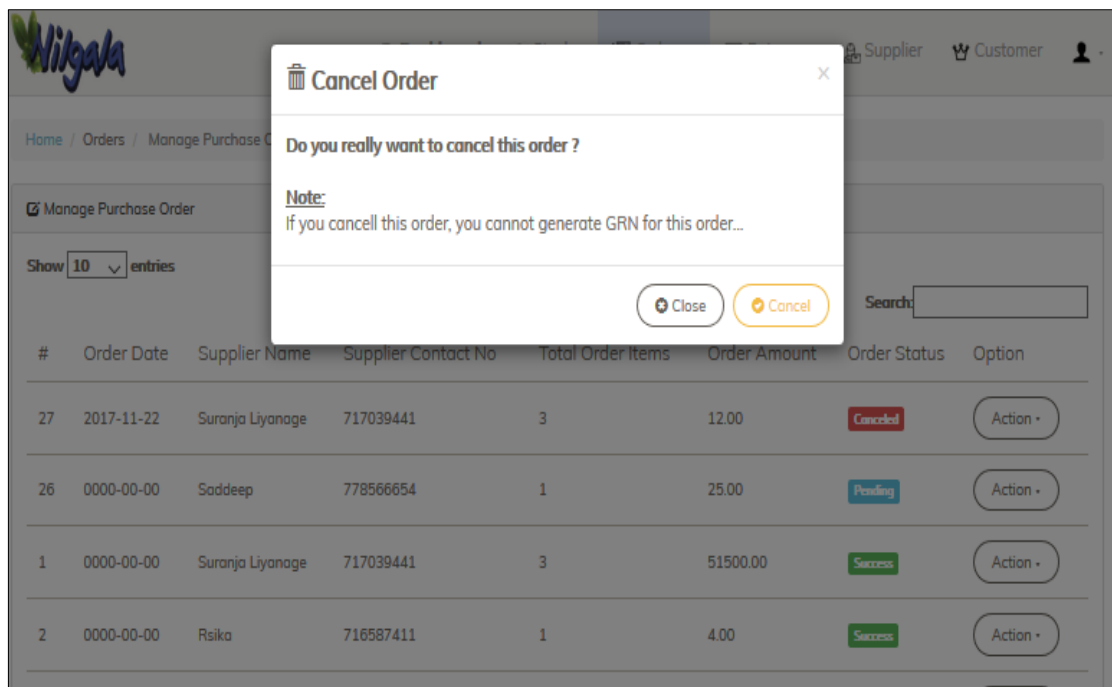 Nilgala
Supplier Customer
Cancel Order ×
Home / Orders / Manage Purchase
Do you really want to cancel this order ?
Manage Purchase Order
Note:
If you cancell this order, you cannot generate GRN for this order...
Show 10 entries
Close Cancel
Search:
# Order Date Supplier Name Supplier Contact No Total Order Items Order Amount Order Status Option
27 2017-11-22 Suranja Liyanage 717039441 3 12.00 Canceled Action
26 0000-00-00 Saddeep 778566654 1 25.00 Pending Action
1 0000-00-00 Suranja Liyanage 717039441 3 51500.00 Success Action
2 0000-00-00 Rsika 716587411 1 4.00 Success Action